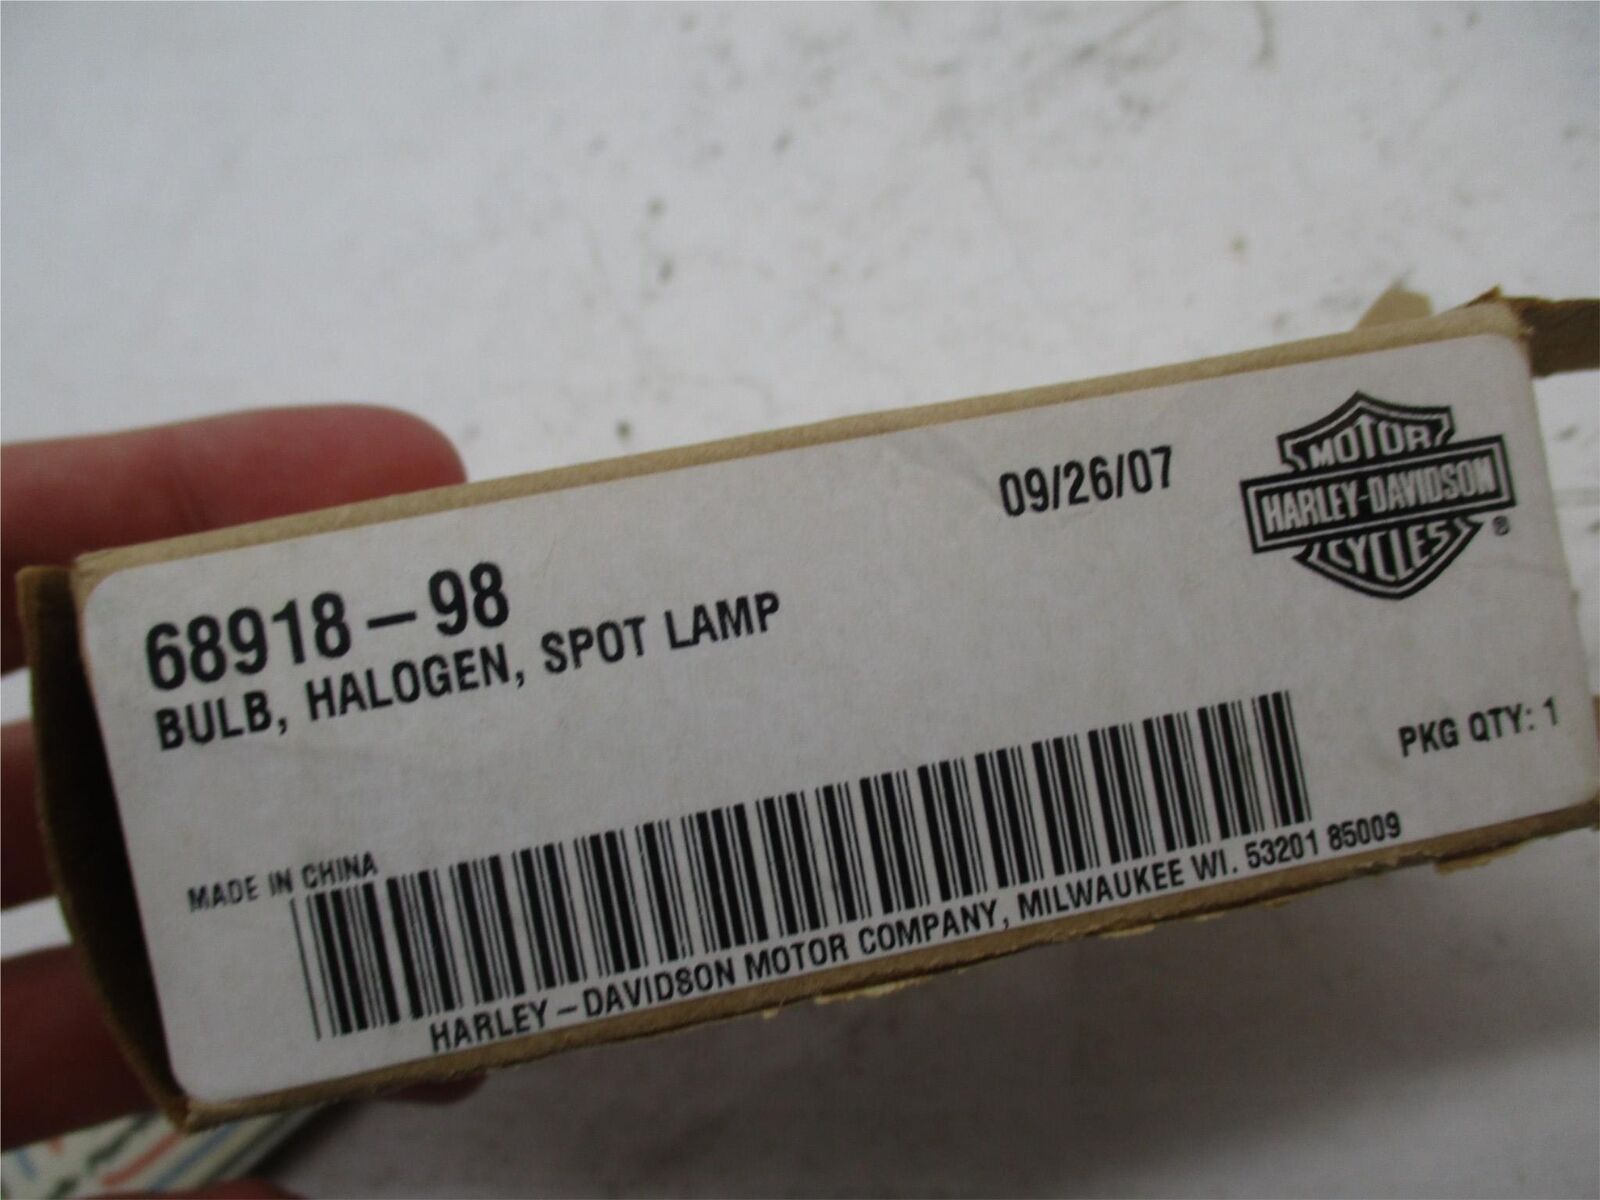 68918-98
BULB, HALOGEN, SPOT LAMP
09/26/07
MOTOR
HARLEY-DAVIDSON
CYCLES
®
PKG QTY: 1
MADE IN CHINA
HARLEY-DAVIDSON MOTOR COMPANY, MILWAUKEE WI. 53201 85009